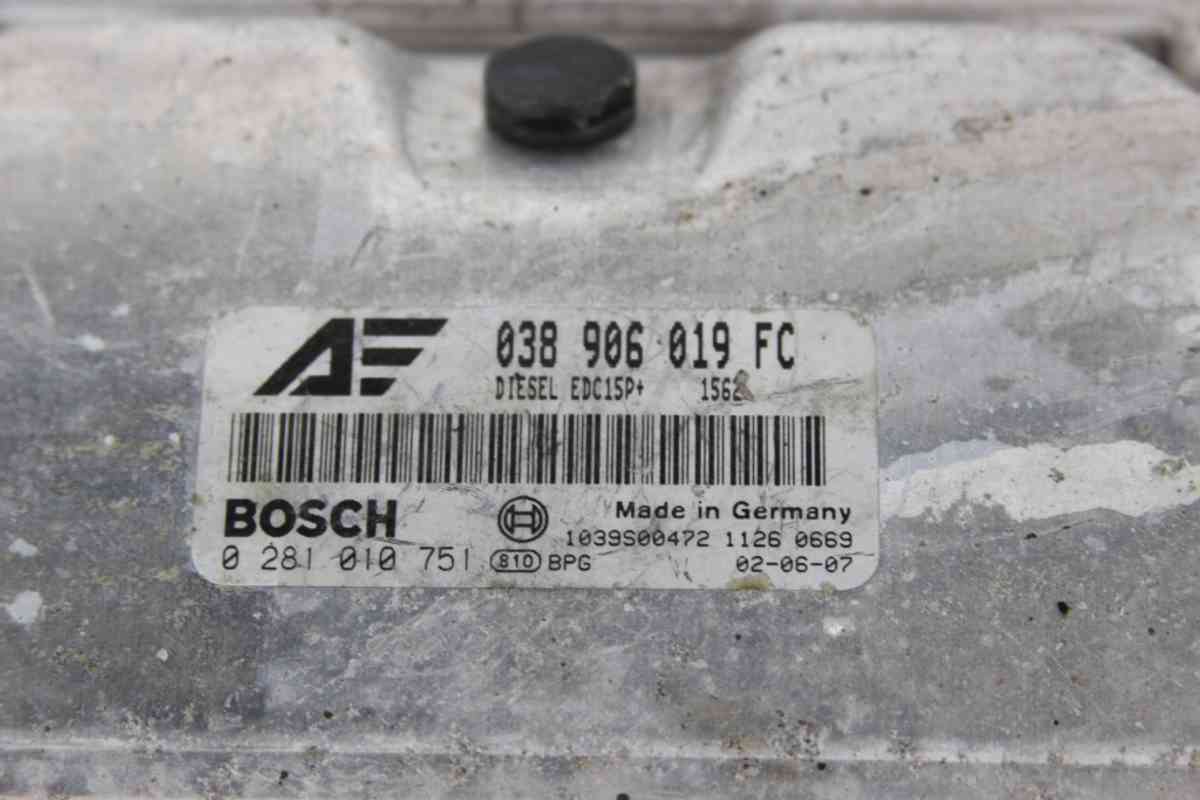 AE 038 906 019 FC
DIESEL EDC15P+
BOSCH Made in Germany
1039S00472 1126 0669
0 281 010 751 810 BPG 02-06-07